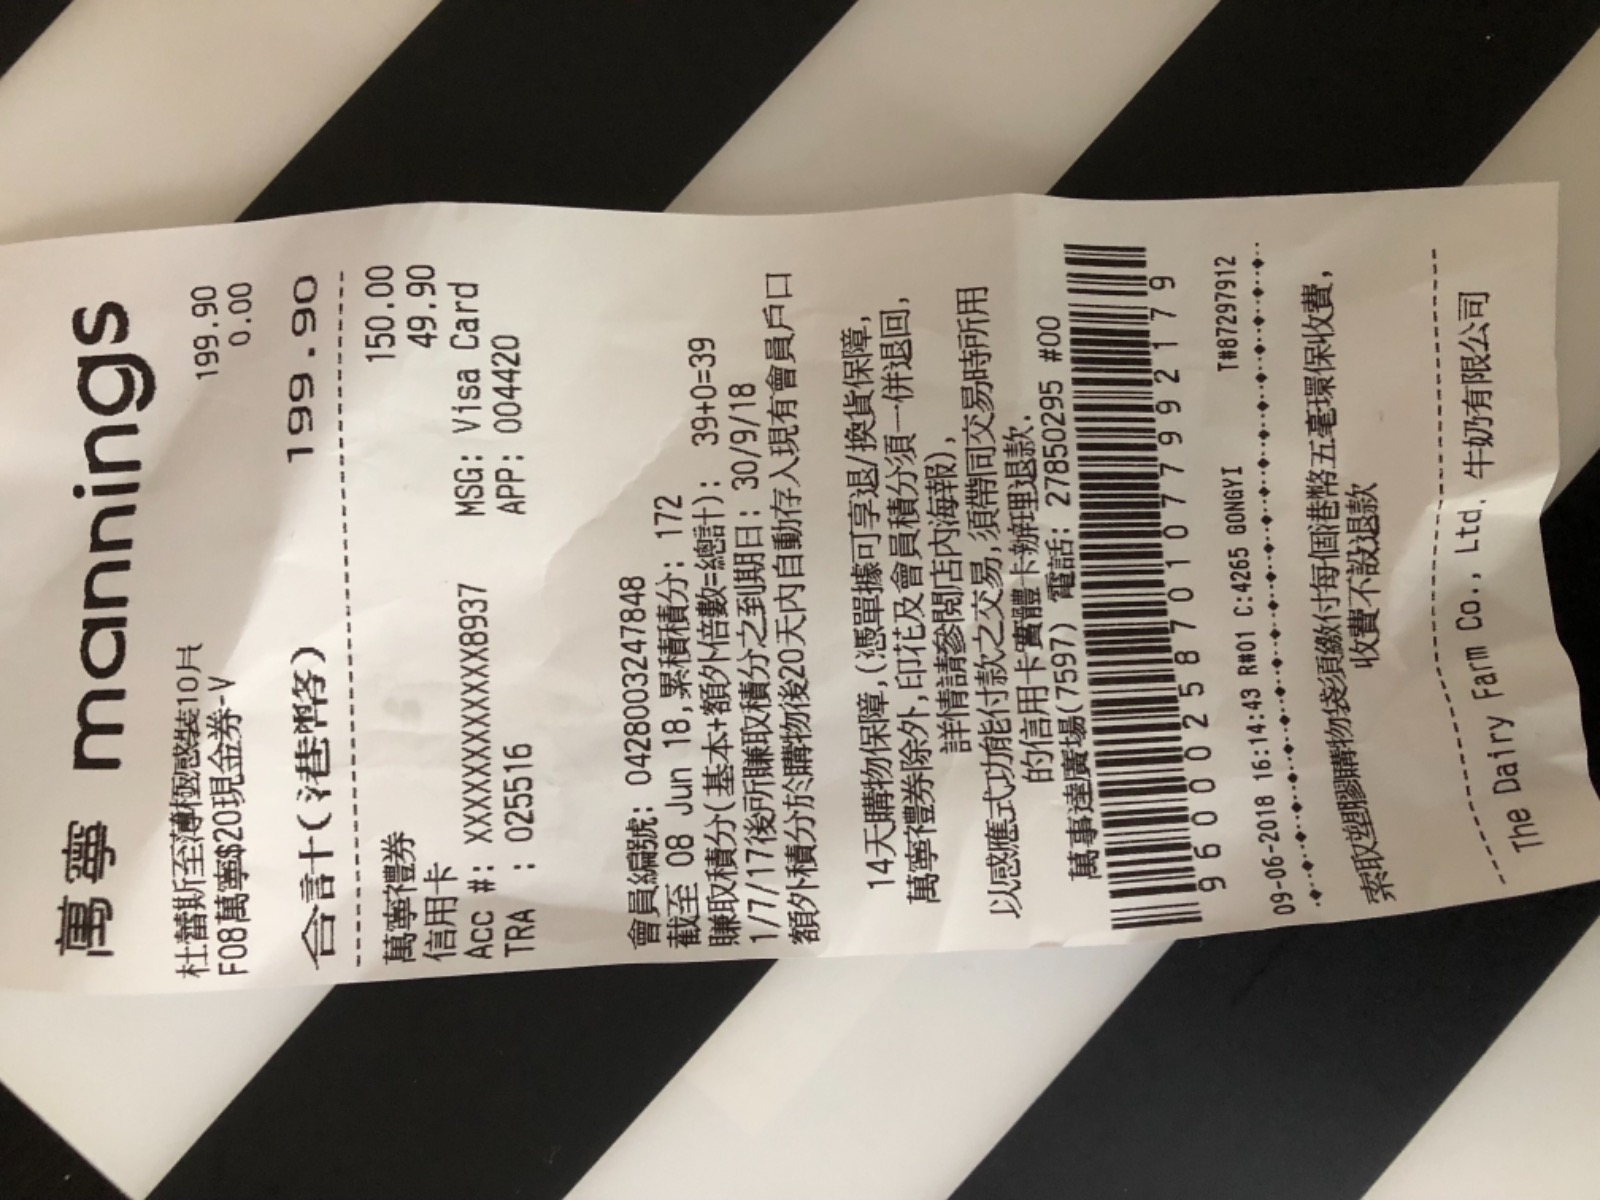 萬寧 mannings
杜蕾斯至薄極感裝10片 199.90
F08萬寧$20現金券-V 0.00
合計(港幣) 199.90
萬寧禮券 150.00
信用卡 49.90
ACC #: XXXXXXXXXXXX8937 MSG: Visa Card
TRA : 025516 APP: 004420
會員編號: 0428003247848
截至 08 Jun 18,累積積分: 172
賺取積分(基本+額外倍數=總計): 39+0=39
1/7/17後所賺取積分之到期日: 30/9/18
額外積分於購物後20天內自動存入現有會員戶口
14天購物保障,(憑單據可享退/換貨保障,
萬寧禮券除外,印花及會員積分須一併退回,
詳情請參閱店內海報),
以感應式功能付款之交易,須帶同交易時所用
的信用卡實體卡辦理退款.
萬事達廣場(7597) 電話: 27850295 #00
96000258701077992179
09-06-2018 16:14:43 R#01 C:4265 GONGYI T#87297912
索取塑膠購物袋須繳付每個港幣五毫環保收費,
收費不設退款
The Dairy Farm Co., Ltd. 牛奶有限公司